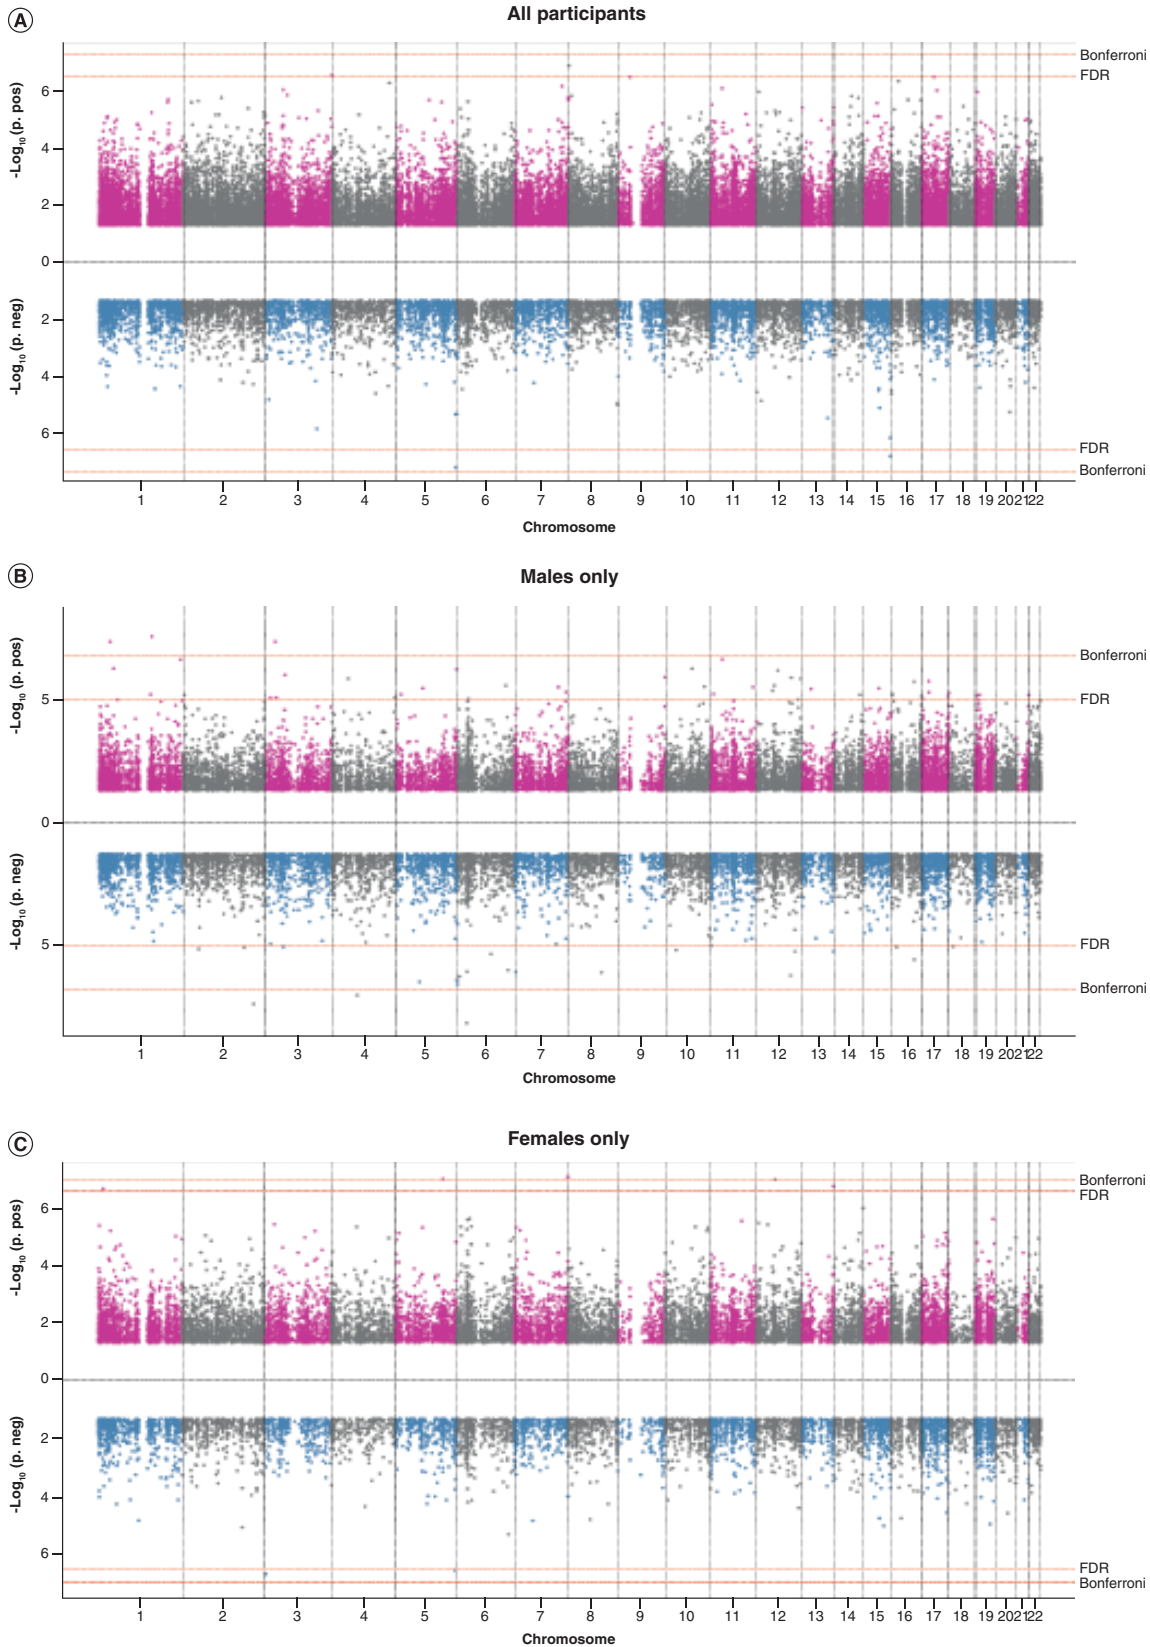 A
All participants
Bonferroni
FDR
-Log10 (p. pos)
6
4
2
0
-Log10 (p. neg)
2
4
6
FDR
Bonferroni
1 2 3 4 5 6 7 8 9 10 11 12 13 14 15 16 17 18 19 20 21 22
Chromosome
B
Males only
Bonferroni
FDR
-Log10 (p. pos)
5
0
-Log10 (p. neg)
5
FDR
Bonferroni
1 2 3 4 5 6 7 8 9 10 11 12 13 14 15 16 17 18 19 20 21 22
Chromosome
C
Females only
Bonferroni
FDR
-Log10 (p. pos)
6
4
2
0
-Log10 (p. neg)
2
4
6
FDR
Bonferroni
1 2 3 4 5 6 7 8 9 10 11 12 13 14 15 16 17 18 19 20 21 22
Chromosome